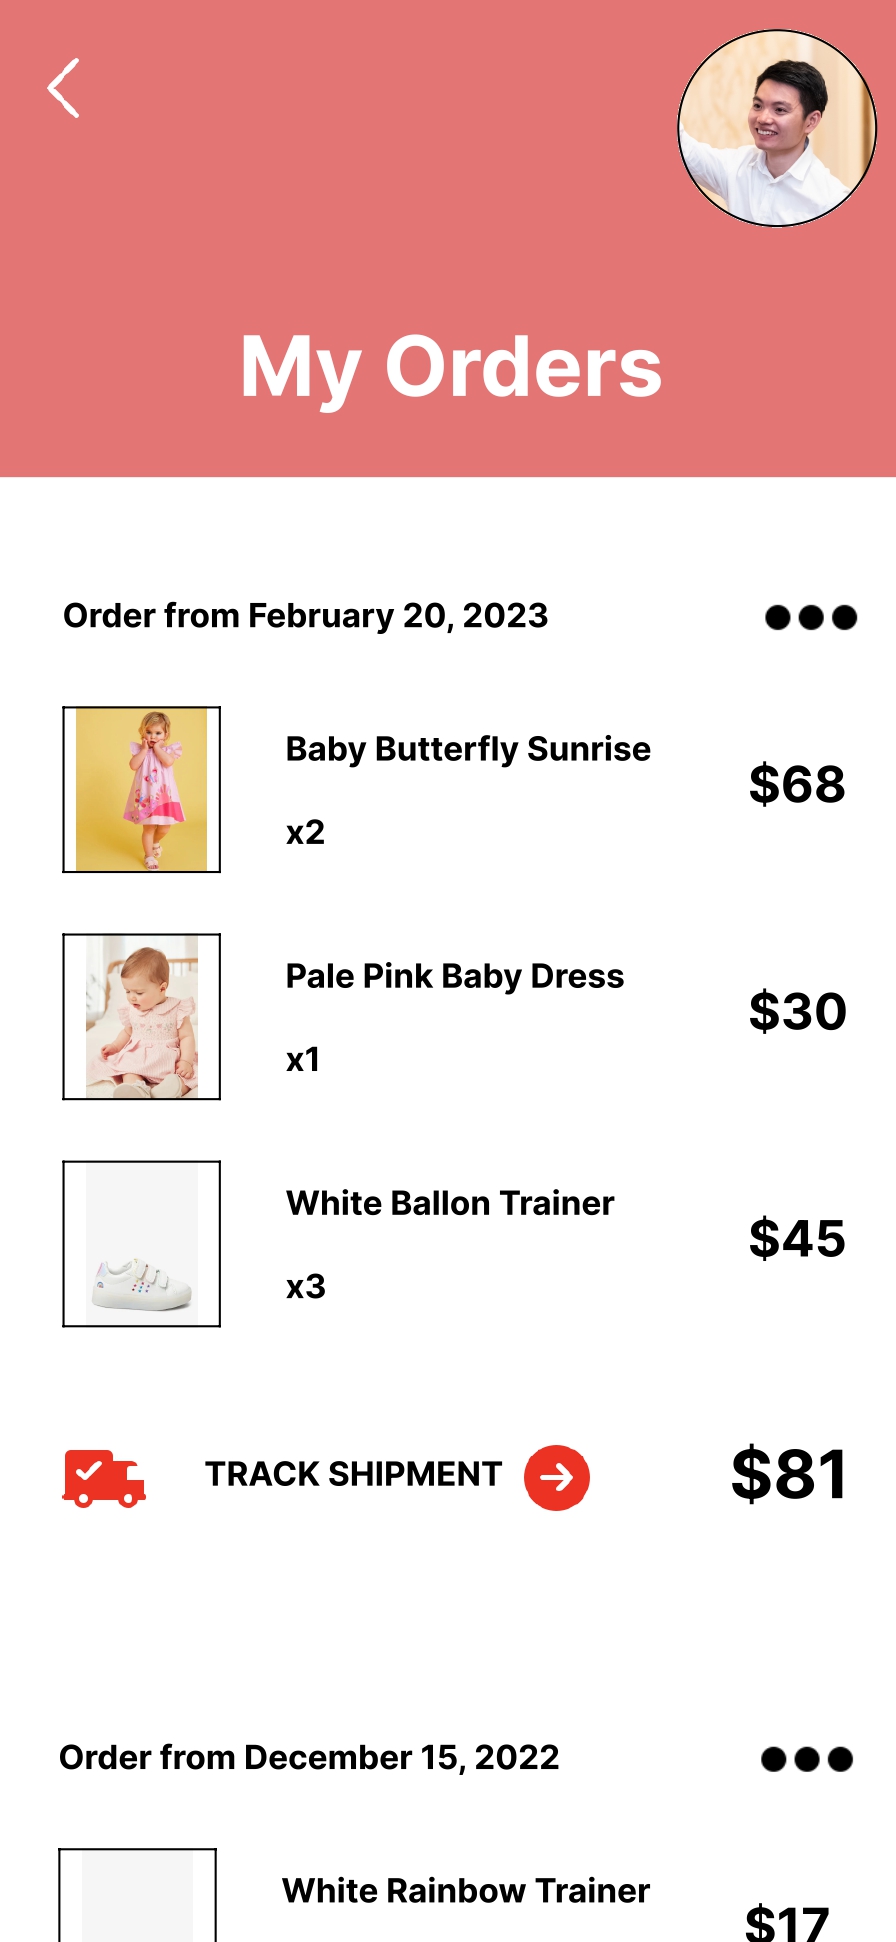 My Orders
Order from February 20, 2023
Baby Butterfly Sunrise
$68
x2
Pale Pink Baby Dress
$30
x1
White Ballon Trainer
$45
x3
TRACK SHIPMENT
$81
Order from December 15, 2022
White Rainbow Trainer
$17